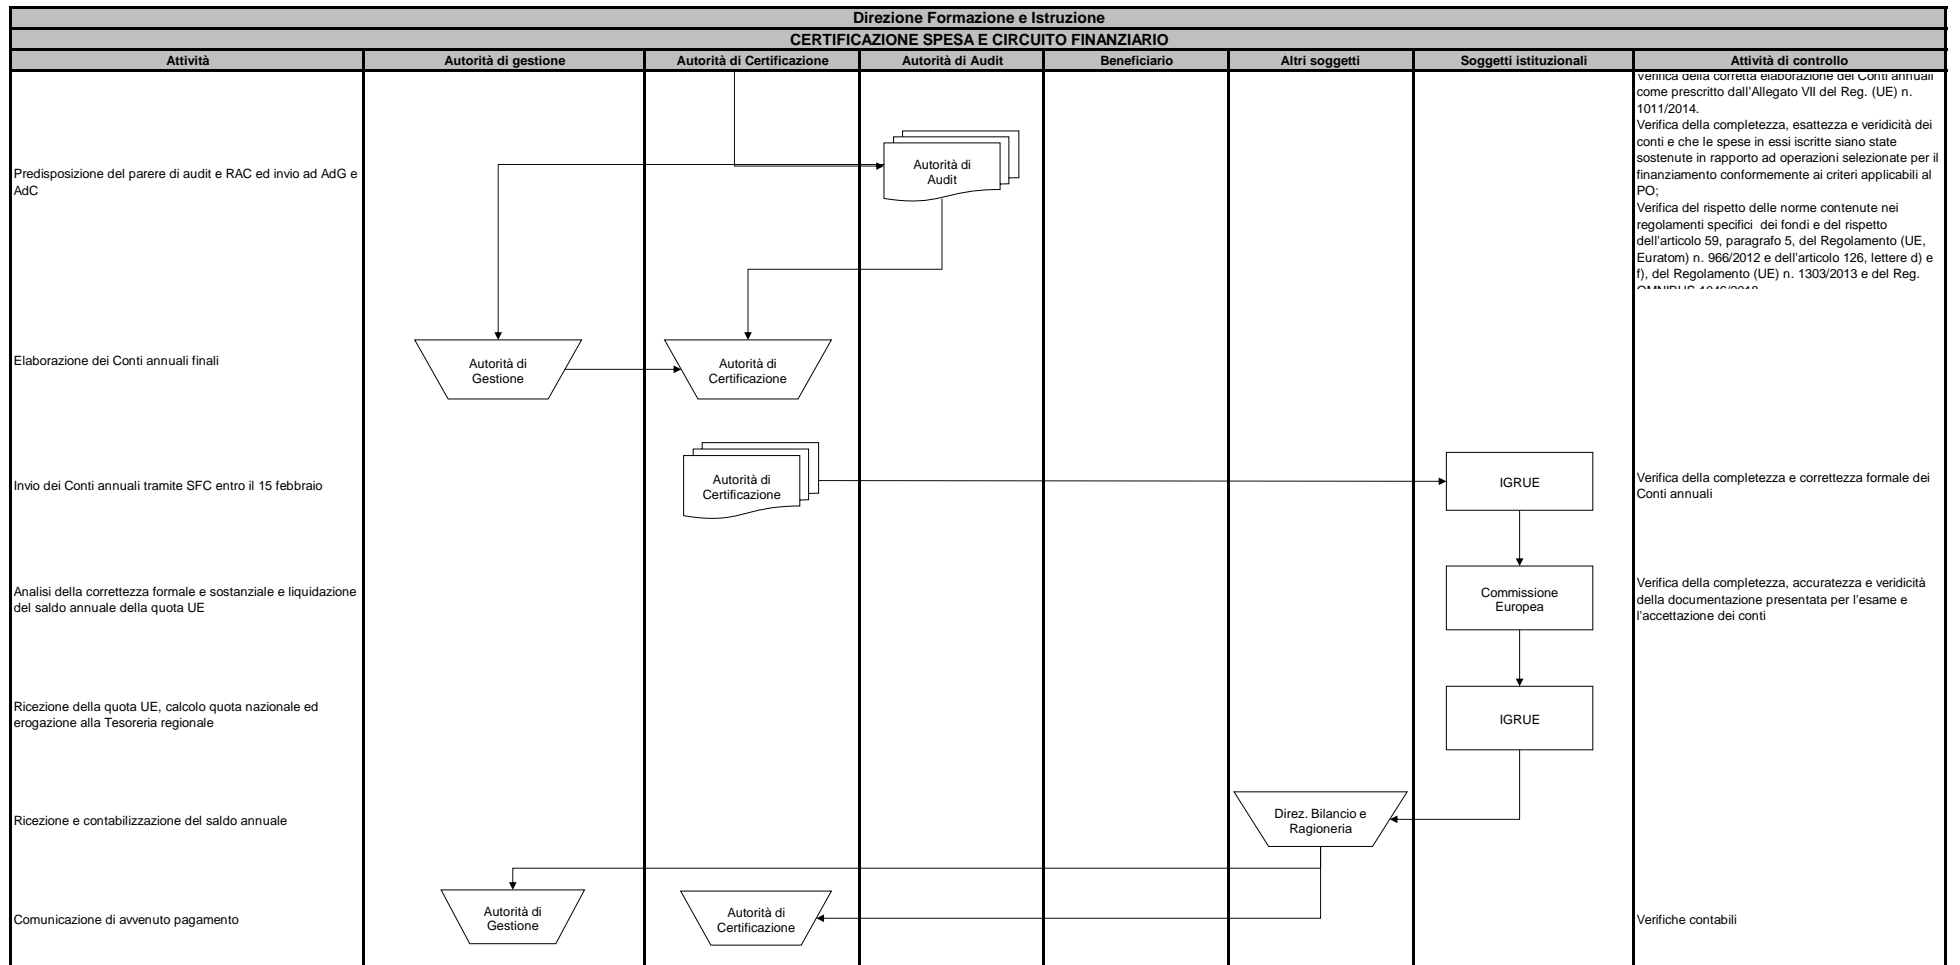 Direzione Formazione e Istruzione
CERTIFICAZIONE SPESA E CIRCUITO FINANZIARIO
Attività
Autorità di gestione
Autorità di Certificazione
Autorità di Audit
Beneficiario
Altri soggetti
Soggetti istituzionali
Attività di controllo
Predisposizione del parere di audit e RAC ed invio ad AdG e
AdC
Autorità di
Audit
Verifica della corretta elaborazione dei Conti annuali
come prescritto dall'Allegato VII del Reg. (UE) n.
1011/2014.
Verifica della completezza, esattezza e veridicità dei
conti e che le spese in essi iscritte siano state
sostenute in rapporto ad operazioni selezionate per il
finanziamento conformemente ai criteri applicabili al
PO;
Verifica del rispetto delle norme contenute nei
regolamenti specifici  dei fondi e del rispetto
dell'articolo 59, paragrafo 5, del Regolamento (UE,
Euratom) n. 966/2012 e dell'articolo 126, lettere d) e
f), del Regolamento (UE) n. 1303/2013 e del Reg.
OMNIBUS 1046/2018
Elaborazione dei Conti annuali finali
Autorità di
Gestione
Autorità di
Certificazione
Invio dei Conti annuali tramite SFC entro il 15 febbraio
Autorità di
Certificazione
IGRUE
Verifica della completezza e correttezza formale dei
Conti annuali
Analisi della correttezza formale e sostanziale e liquidazione
del saldo annuale della quota UE
Commissione
Europea
Verifica della completezza, accuratezza e veridicità
della documentazione presentata per l'esame e
l'accettazione dei conti
Ricezione della quota UE, calcolo quota nazionale ed
erogazione alla Tesoreria regionale
IGRUE
Ricezione e contabilizzazione del saldo annuale
Direz. Bilancio e
Ragioneria
Comunicazione di avvenuto pagamento
Autorità di
Gestione
Autorità di
Certificazione
Verifiche contabili